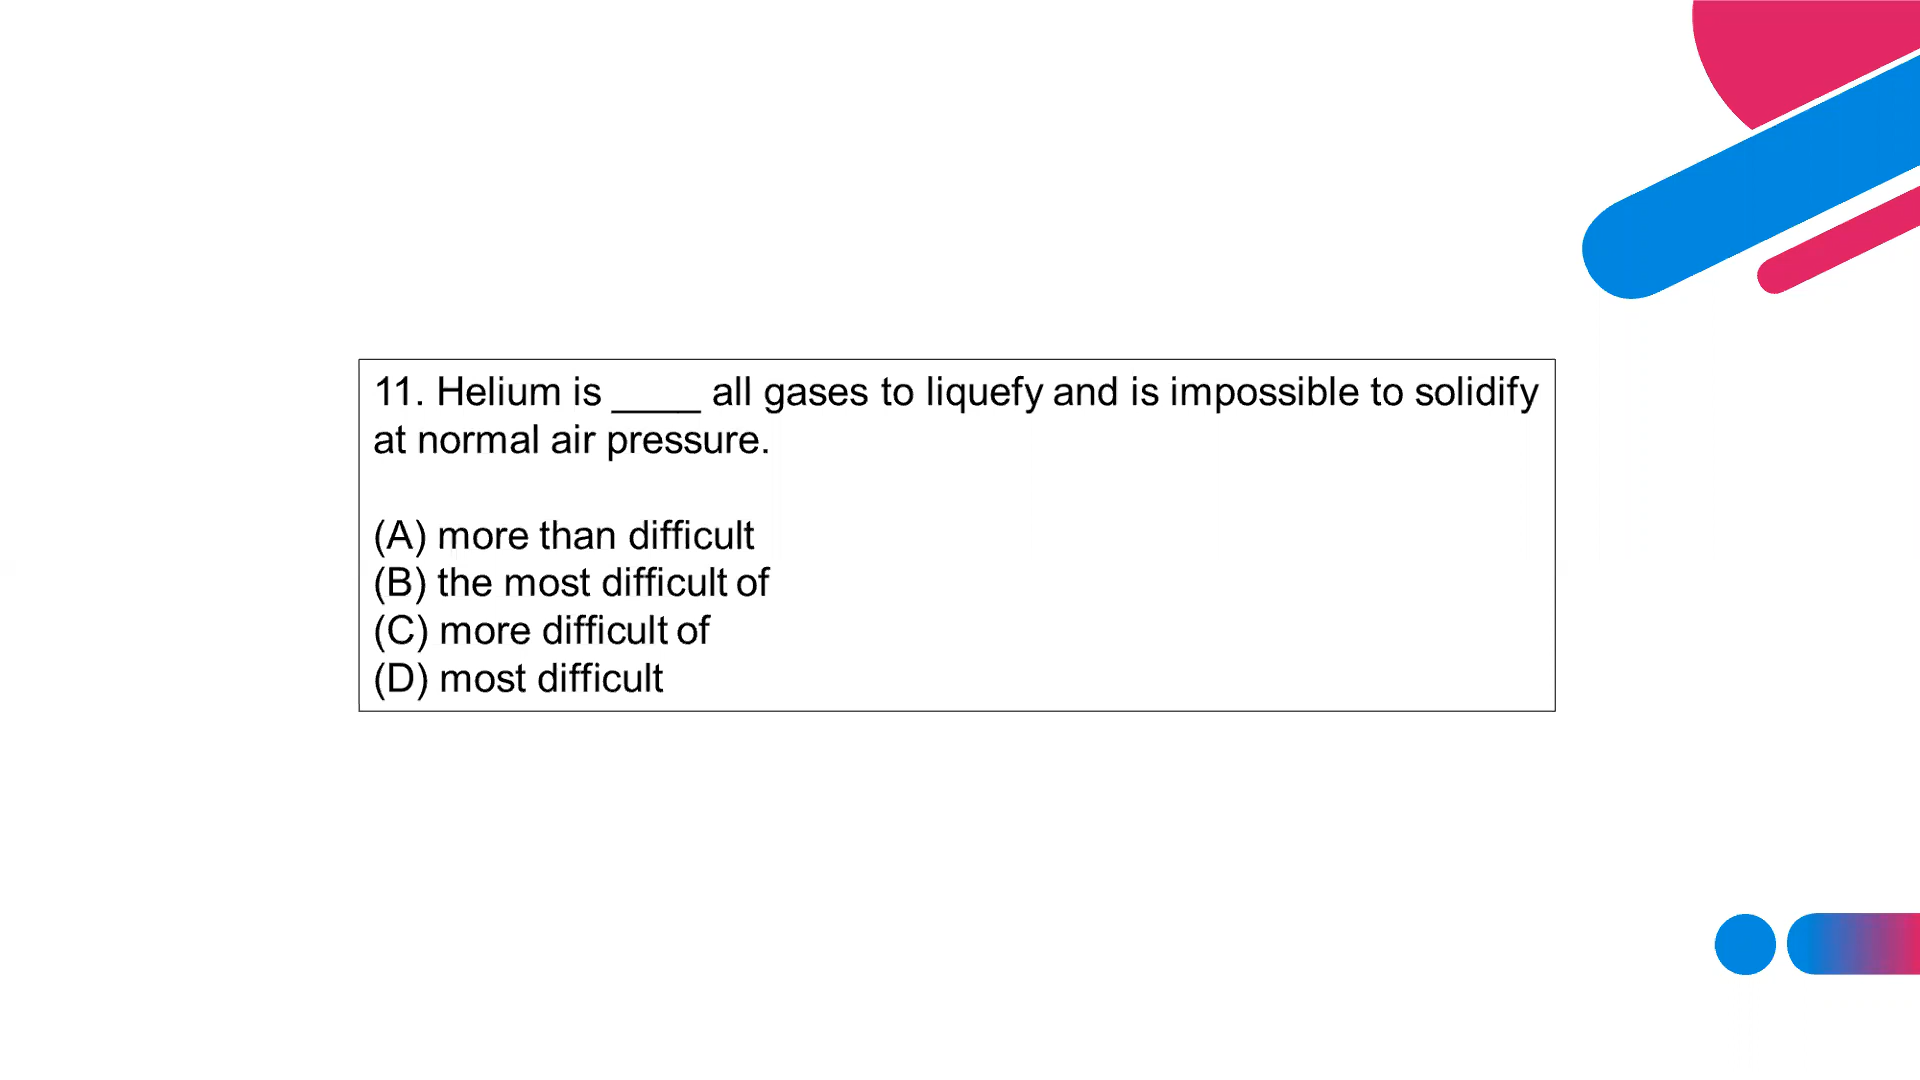 11. Helium is ____ all gases to liquefy and is impossible to solidify
at normal air pressure.
(A) more than difficult
(B) the most difficult of
(C) more difficult of
(D) most difficult